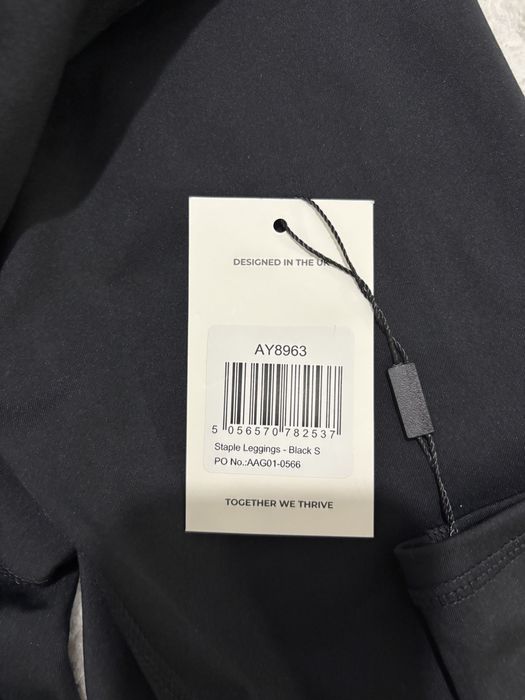 DESIGNED IN THE UK
AY8963
5 056570 782537
Staple Leggings - Black S
PO No.:AAG01-0566
TOGETHER WE THRIVE